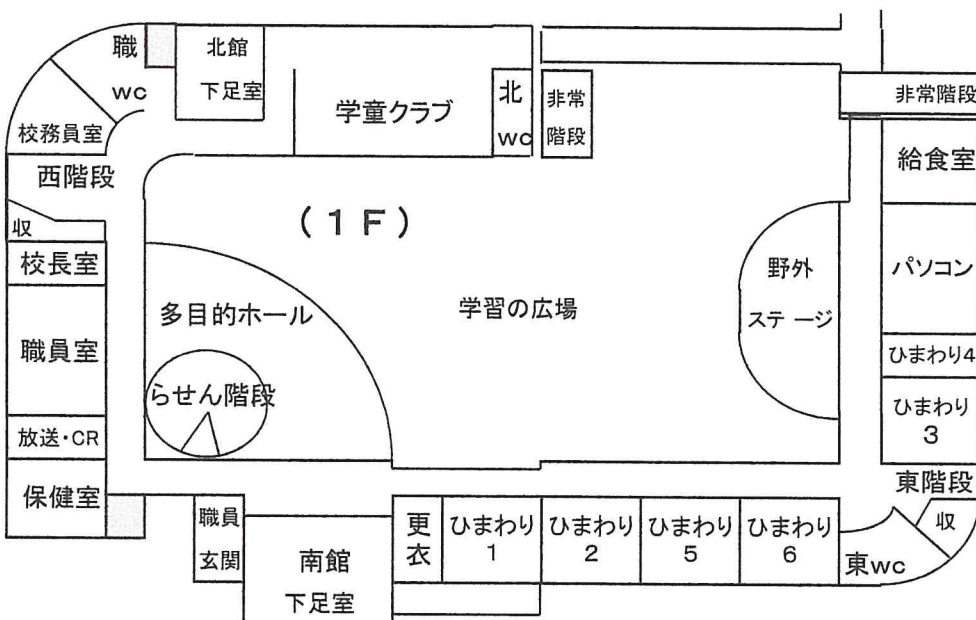 職
wc
北館
下足室
学童クラブ
北
wc
非常
階段
非常階段
校務員室
給食室
西階段
収
(1F)
校長室
パソコン
野外
ステージ
学習の広場
多目的ホール
職員室
ひまわり4
らせん階段
ひまわり
3
放送・CR
保健室
東階段
収
職員
玄関
更
衣
ひまわり
1
ひまわり
2
ひまわり
5
ひまわり
6
東wc
南館
下足室